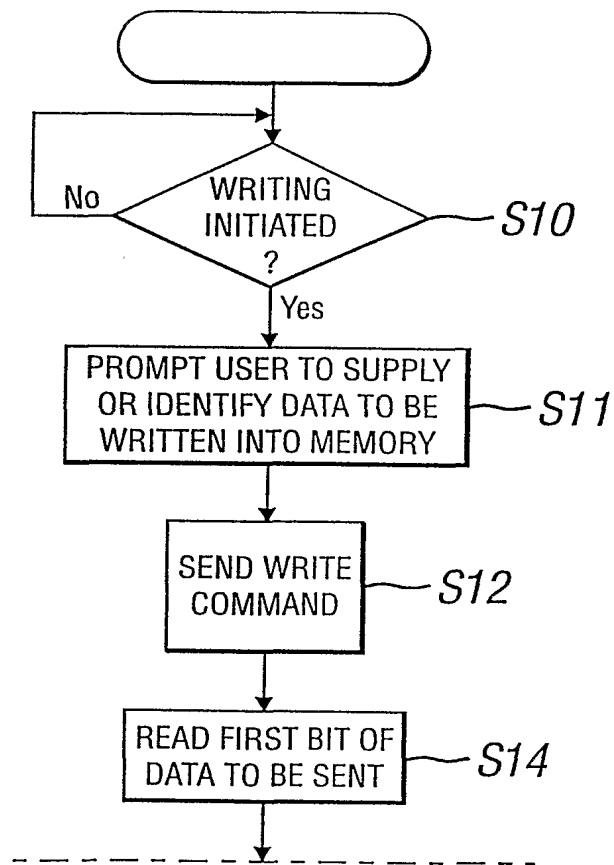 WRITING
INITIATED
?
No
S10
Yes
PROMPT USER TO SUPPLY
OR IDENTIFY DATA TO BE
WRITTEN INTO MEMORY
S11
SEND WRITE
COMMAND
S12
READ FIRST BIT OF
DATA TO BE SENT
S14